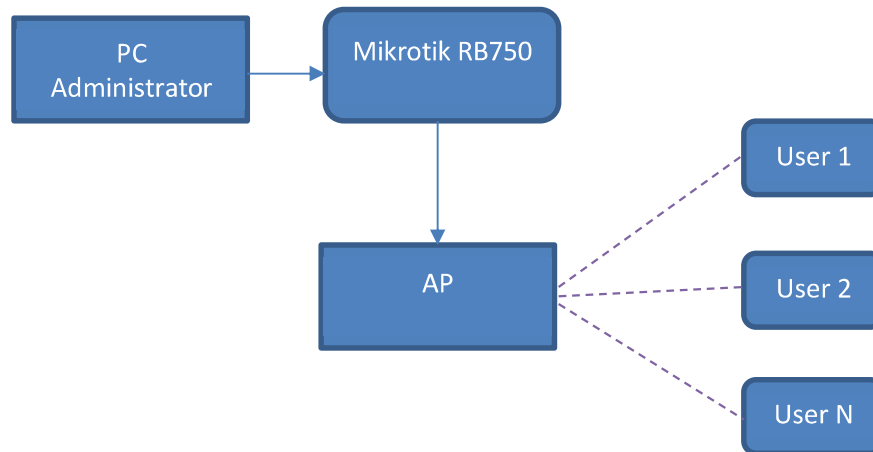 PC
Administrator
Mikrotik RB750
AP
User 1
User 2
User N